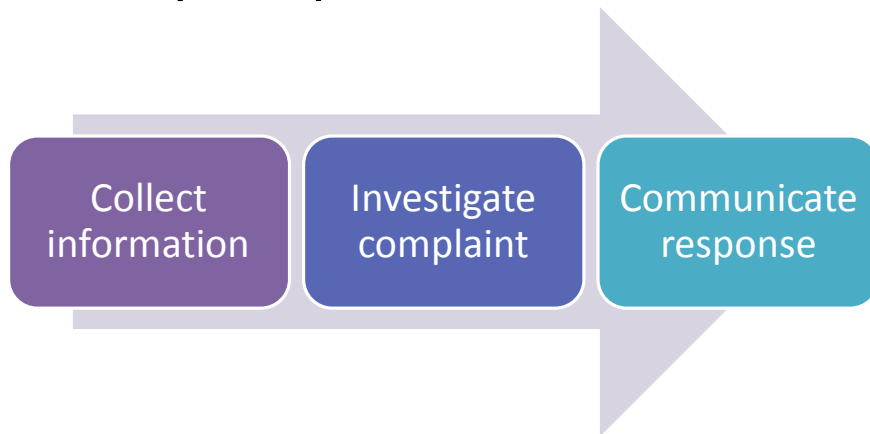 Collect
information
Investigate
complaint
Communicate
response